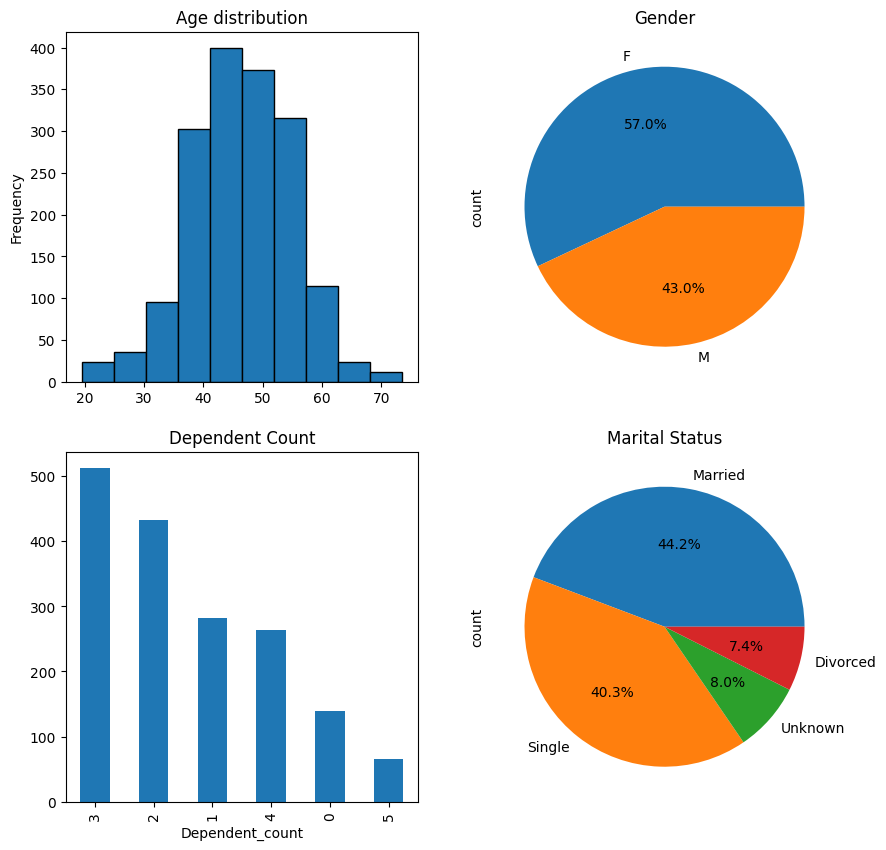 Age distribution
Frequency
400
350
300
250
200
150
100
50
0
20 30 40 50 60 70
Gender
F
57.0%
count
43.0%
M
Dependent Count
500
400
300
200
100
0
3 2 1 4 0 5
Dependent_count
Marital Status
Married
44.2%
count
7.4%
Divorced
8.0%
40.3%
Unknown
Single